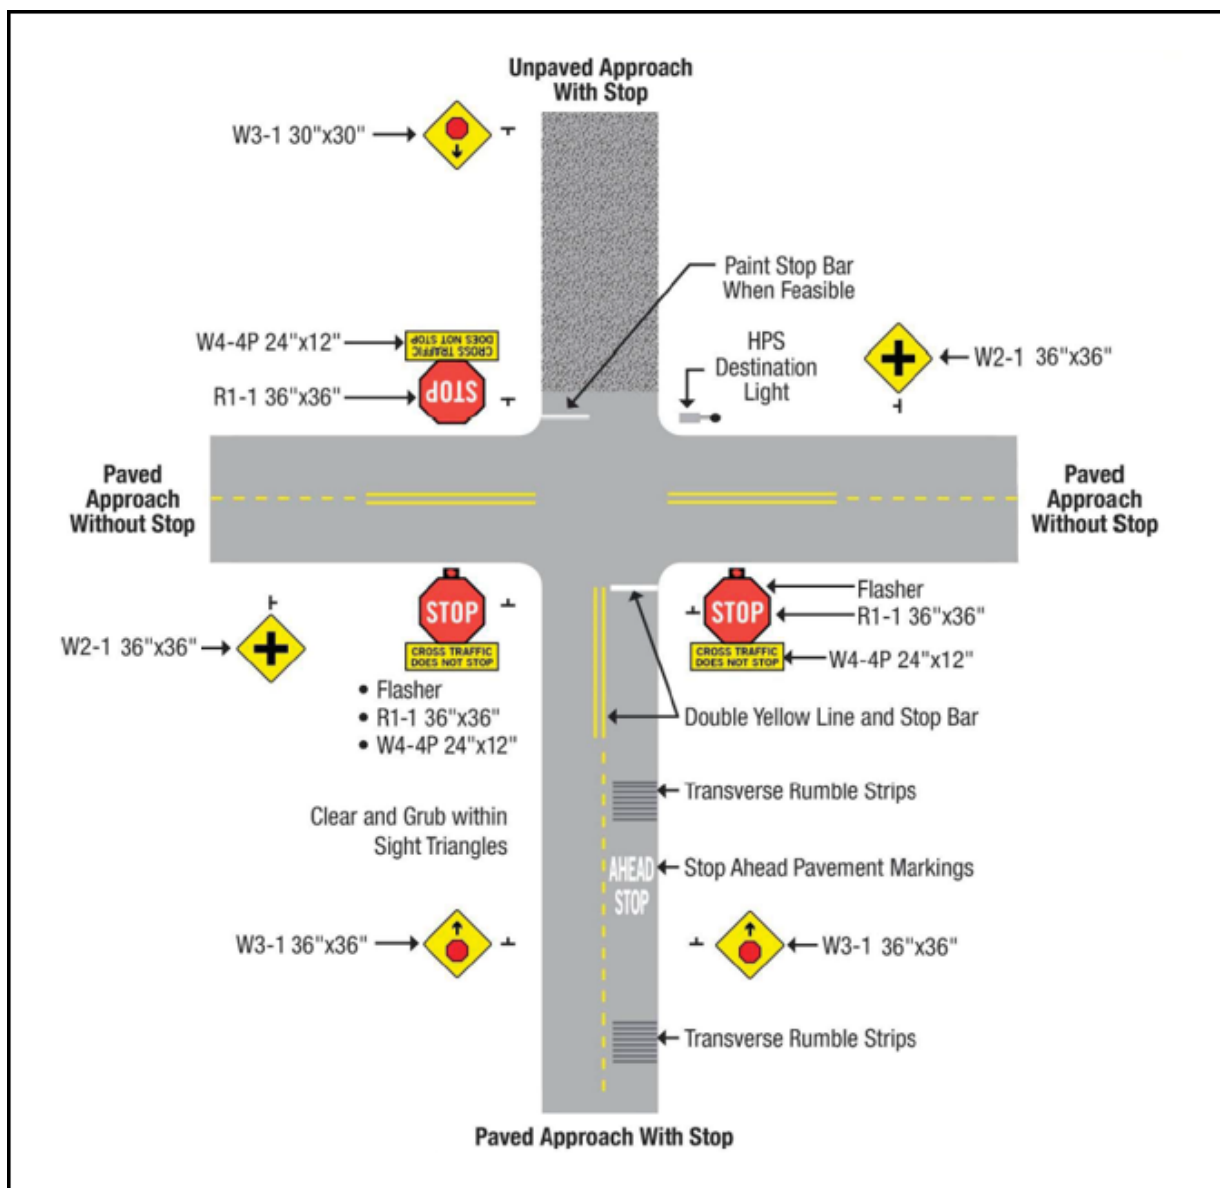 Unpaved Approach
With Stop
W3-1 30"x30"
Paint Stop Bar
When Feasible
W4-4P 24"x12"
CROSS TRAFFIC
DOES NOT STOP
HPS
Destination
Light
W2-1 36"x36"
R1-1 36"x36"
STOP
Paved
Approach
Without Stop
Paved
Approach
Without Stop
STOP
CROSS TRAFFIC
DOES NOT STOP
STOP
CROSS TRAFFIC
DOES NOT STOP
Flasher
R1-1 36"x36"
W4-4P 24"x12"
W2-1 36"x36"
• Flasher
• R1-1 36"x36"
• W4-4P 24"x12"
Double Yellow Line and Stop Bar
Transverse Rumble Strips
Clear and Grub within
Sight Triangles
AHEAD
STOP
Stop Ahead Pavement Markings
W3-1 36"x36"
W3-1 36"x36"
Transverse Rumble Strips
Paved Approach With Stop